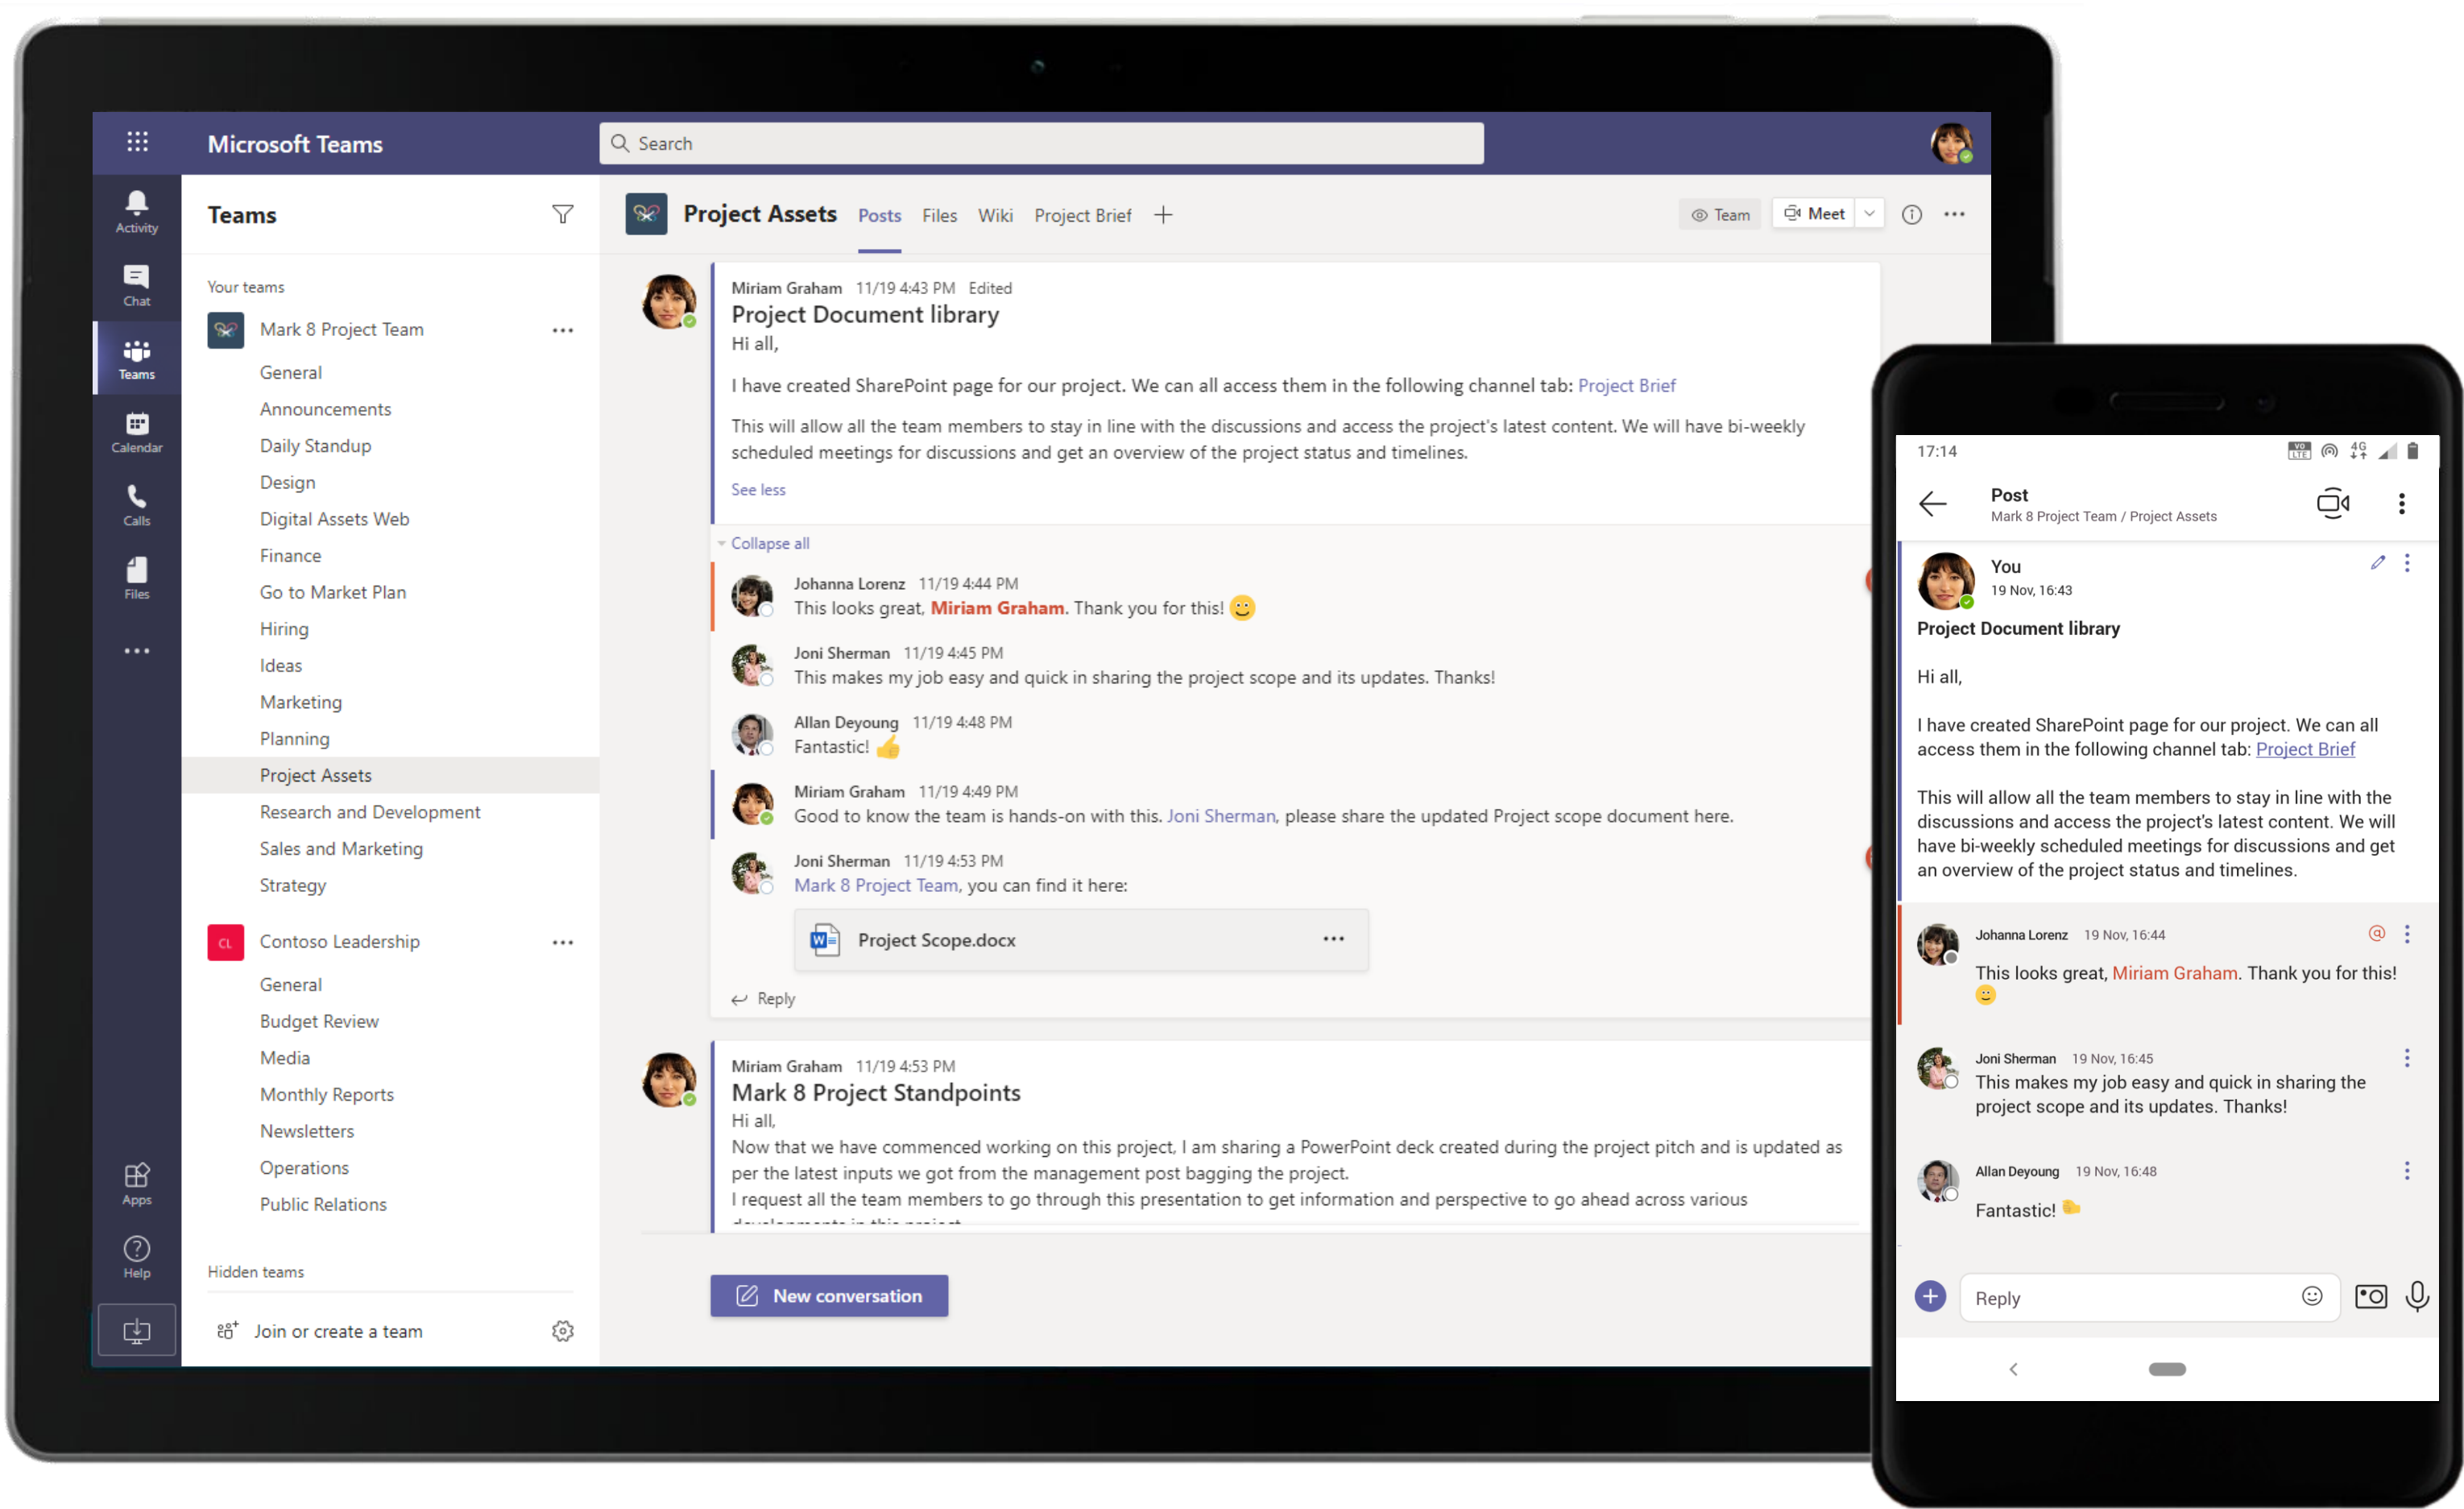 Microsoft Teams
Search
Activity
Chat
Teams
Calendar
Calls
Files
Apps
Help
Teams
Your teams
Mark 8 Project Team
General
Announcements
Daily Standup
Design
Digital Assets Web
Finance
Go to Market Plan
Hiring
Ideas
Marketing
Planning
Project Assets
Research and Development
Sales and Marketing
Strategy
CL Contoso Leadership
General
Budget Review
Media
Monthly Reports
Newsletters
Operations
Public Relations
Hidden teams
Join or create a team
Project Assets Posts Files Wiki Project Brief
Team Meet
Miriam Graham 11/19 4:43 PM Edited
Project Document library
Hi all,
I have created SharePoint page for our project. We can all access them in the following channel tab: Project Brief
This will allow all the team members to stay in line with the discussions and access the project's latest content. We will have bi-weekly
scheduled meetings for discussions and get an overview of the project status and timelines.
See less
Collapse all
Johanna Lorenz 11/19 4:44 PM
This looks great, Miriam Graham. Thank you for this!
Joni Sherman 11/19 4:45 PM
This makes my job easy and quick in sharing the project scope and its updates. Thanks!
Allan Deyoung 11/19 4:48 PM
Fantastic!
Miriam Graham 11/19 4:49 PM
Good to know the team is hands-on with this. Joni Sherman, please share the updated Project scope document here.
Joni Sherman 11/19 4:53 PM
Mark 8 Project Team, you can find it here:
W Project Scope.docx
Reply
Miriam Graham 11/19 4:53 PM
Mark 8 Project Standpoints
Hi all,
Now that we have commenced working on this project, I am sharing a PowerPoint deck created during the project pitch and is updated as
per the latest inputs we got from the management post bagging the project.
I request all the team members to go through this presentation to get information and perspective to go ahead across various
developments in this project
New conversation
17:14 VO LTE 4G
Post
Mark 8 Project Team / Project Assets
You
19 Nov, 16:43
Project Document library
Hi all,
I have created SharePoint page for our project. We can all
access them in the following channel tab: Project Brief
This will allow all the team members to stay in line with the
discussions and access the project's latest content. We will
have bi-weekly scheduled meetings for discussions and get
an overview of the project status and timelines.
Johanna Lorenz 19 Nov, 16:44 @
This looks great, Miriam Graham. Thank you for this!
Joni Sherman 19 Nov, 16:45
This makes my job easy and quick in sharing the
project scope and its updates. Thanks!
Allan Deyoung 19 Nov, 16:48
Fantastic!
Reply